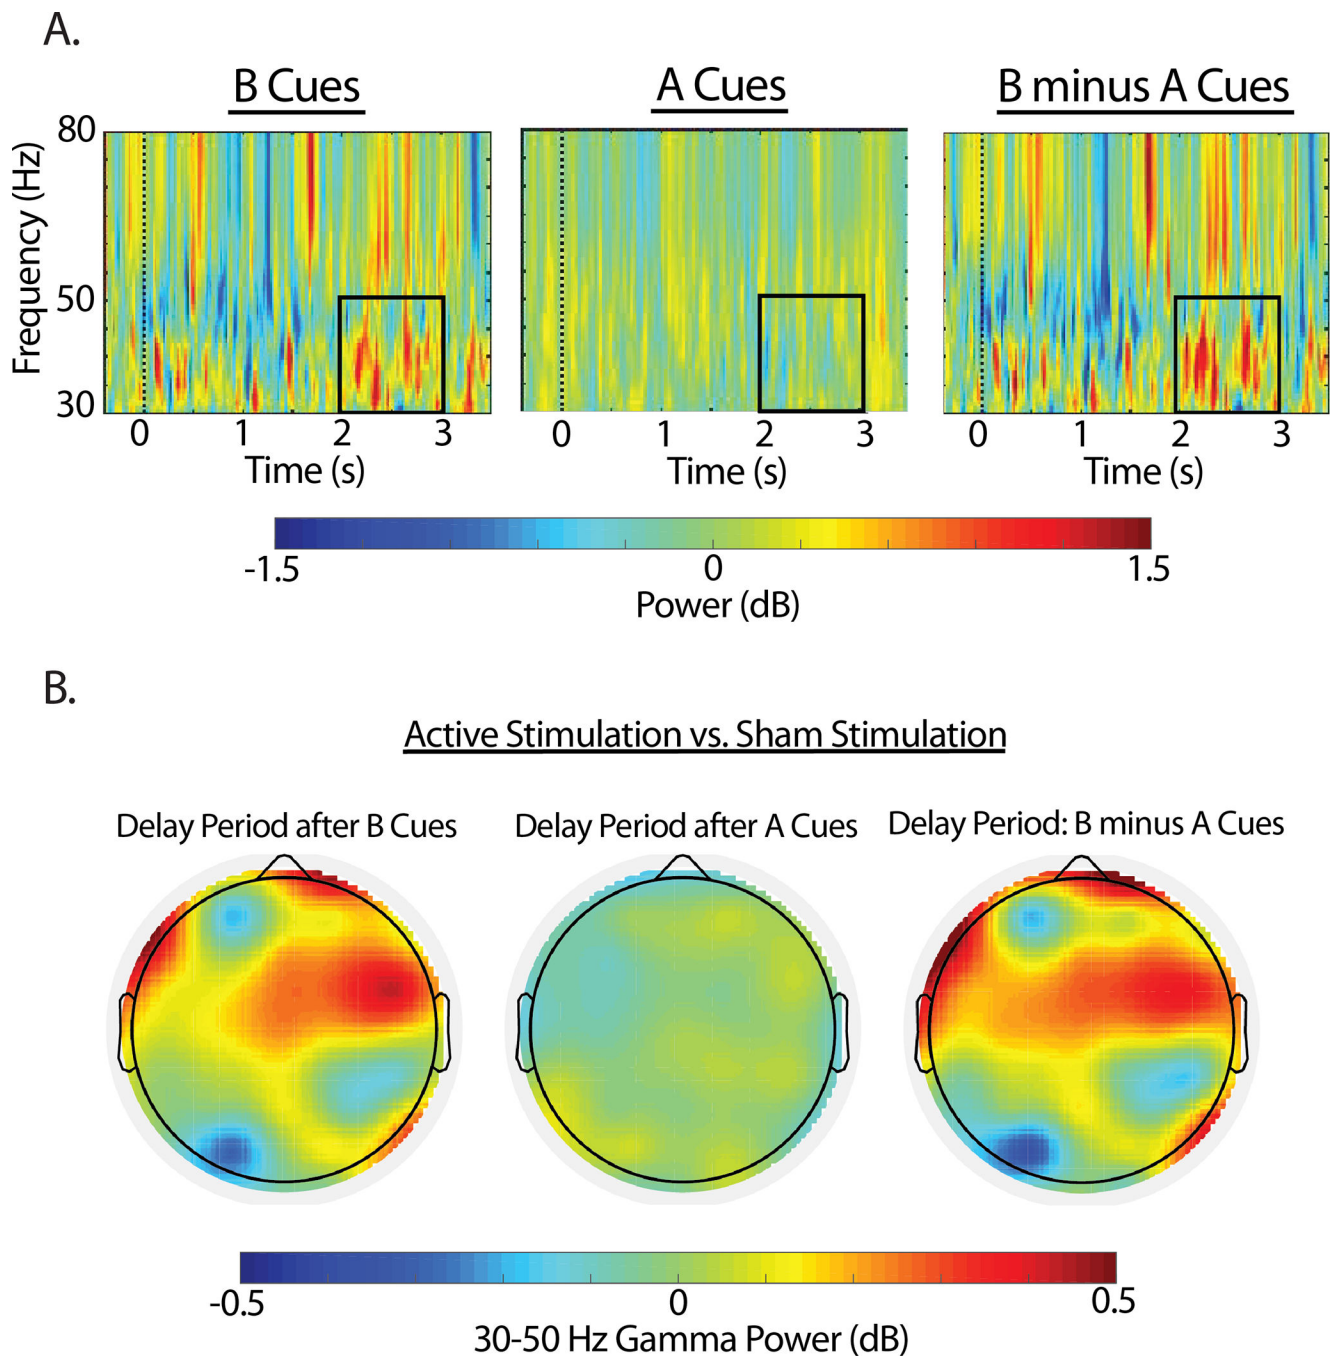 A.
B Cues
A Cues
B minus A Cues
Frequency (Hz)
80
50
30
0 1 2 3
Time (s)
0 1 2 3
Time (s)
0 1 2 3
Time (s)
-1.5 0 1.5
Power (dB)
B.
Active Stimulation vs. Sham Stimulation
Delay Period after B Cues
Delay Period after A Cues
Delay Period: B minus A Cues
-0.5 0 0.5
30-50 Hz Gamma Power (dB)